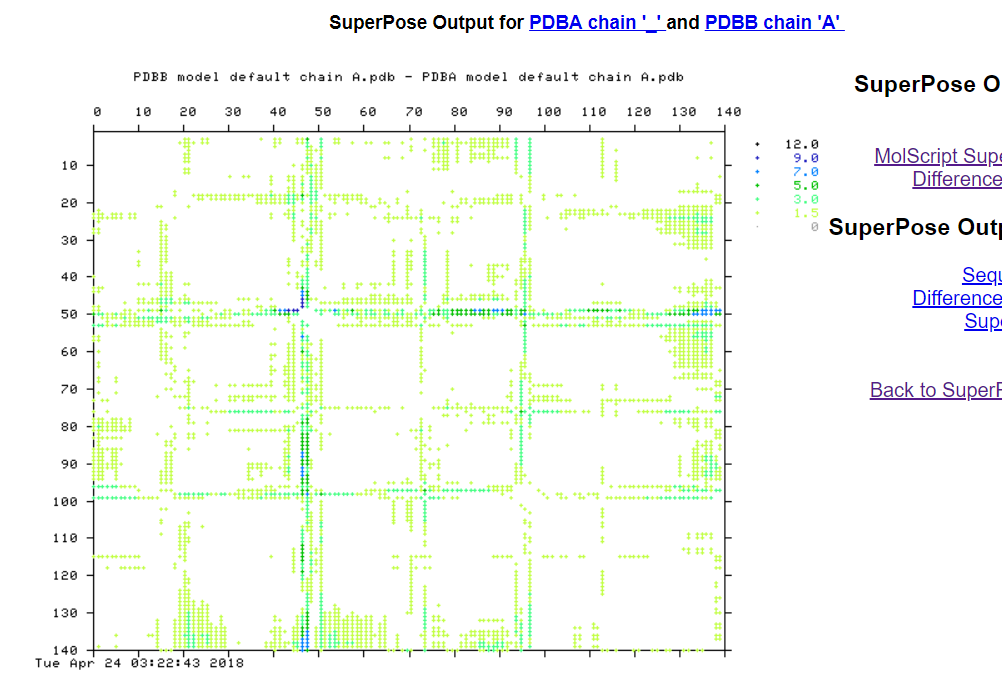 SuperPose Output for PDBA chain '_' and PDBB chain 'A'
PDBB model default chain A.pdb - PDBA model default chain A.pdb
SuperPose O
0 10 20 30 40 50 60 70 80 90 100 110 120 130 140
12.0
9.0
7.0
5.0
3.0
1.5
0
MolScript Supe
Difference
SuperPose Outp
Sequ
Difference
Supe
Back to SuperP
10
20
30
40
50
60
70
80
90
100
110
120
130
140
Tue Apr 24 03:22:43 2018